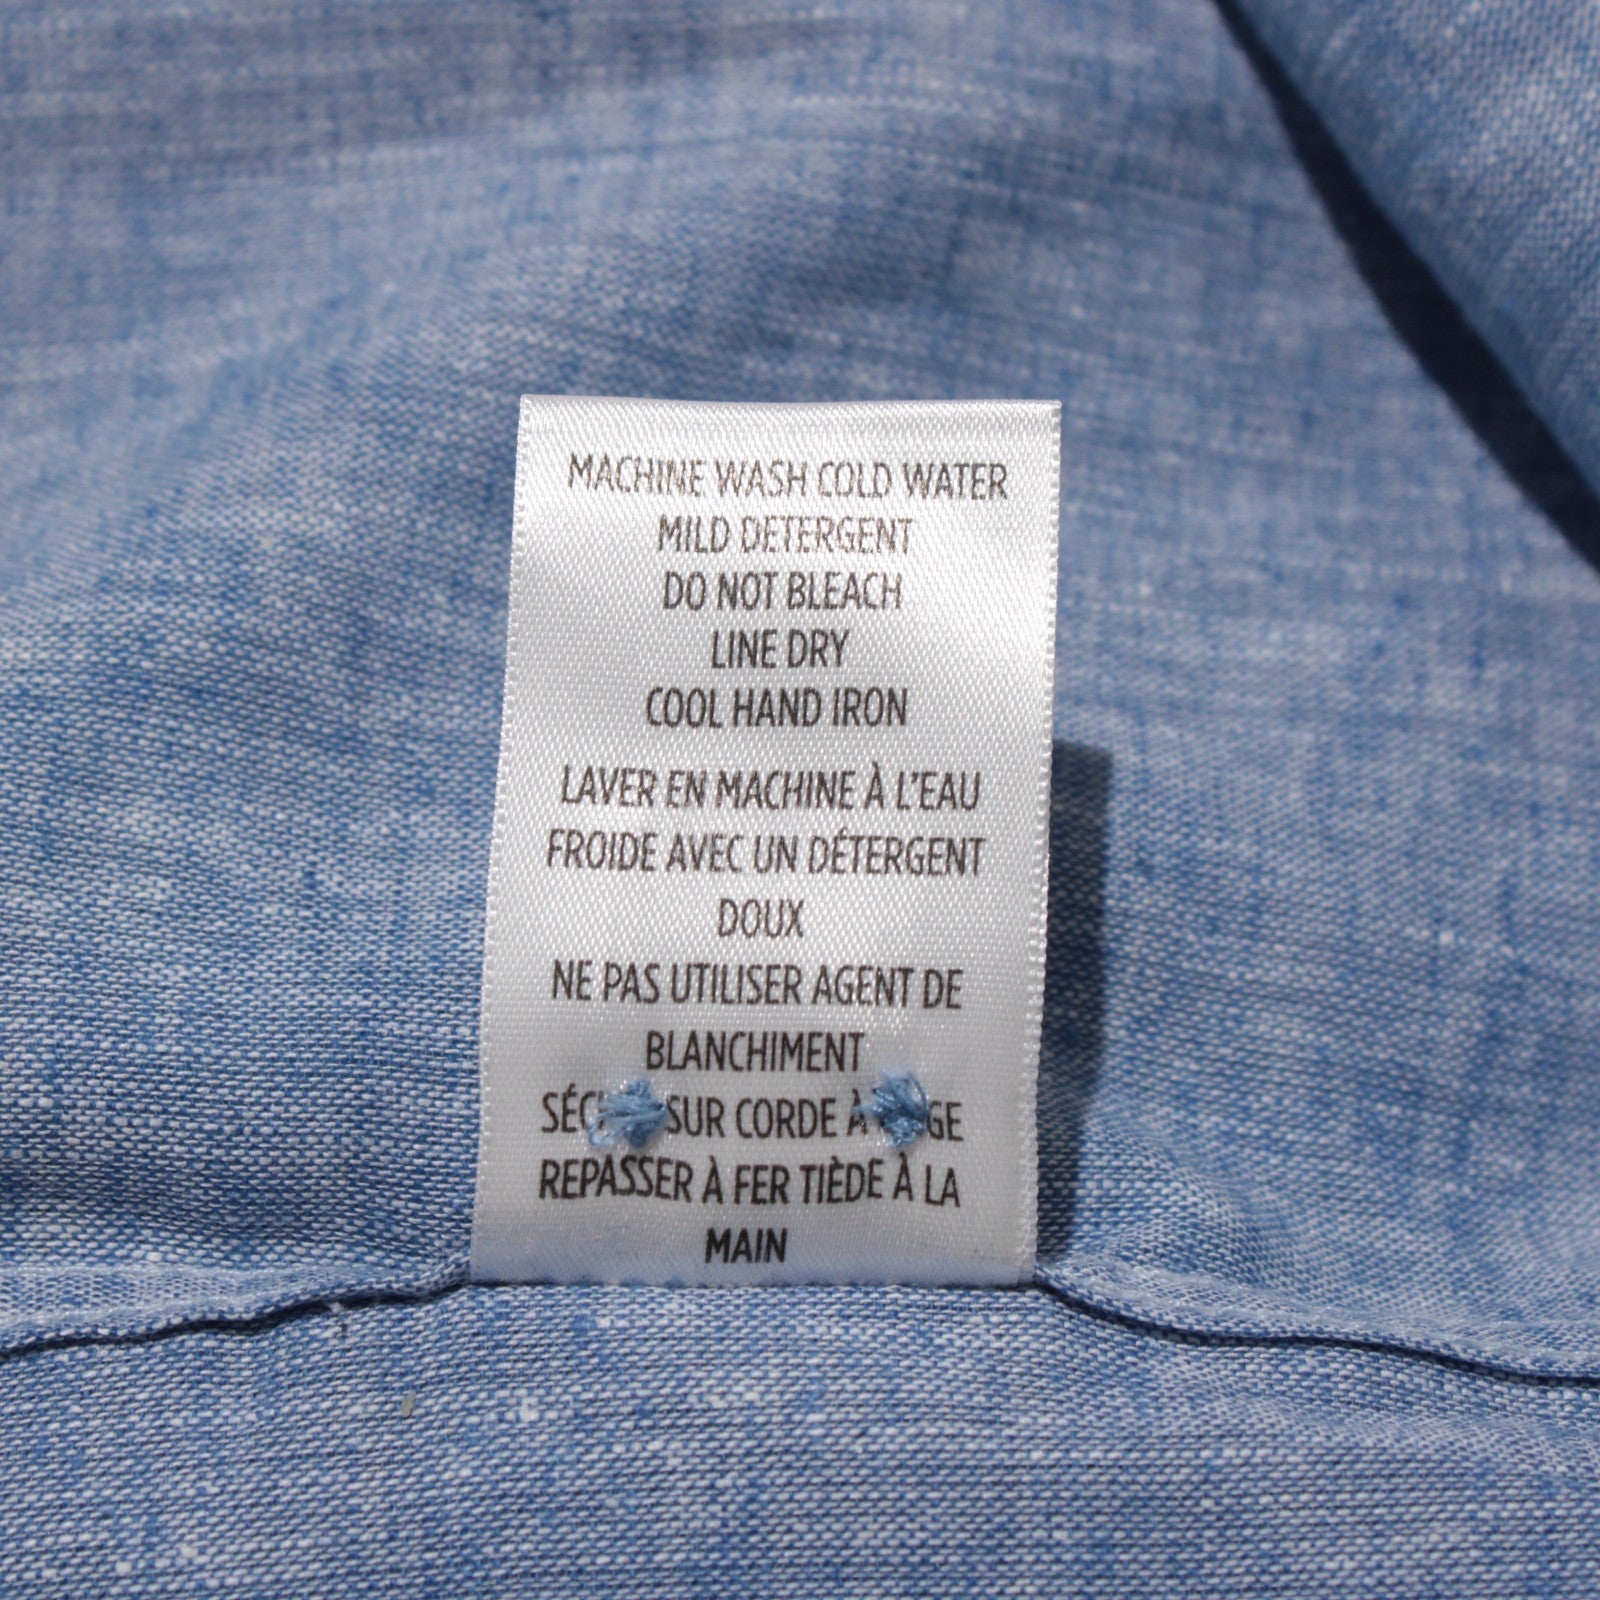 MACHINE WASH COLD WATER
MILD DETERGENT
DO NOT BLEACH
LINE DRY
COOL HAND IRON
LAVER EN MACHINE À L'EAU
FROIDE AVEC UN DÉTERGENT
DOUX
NE PAS UTILISER AGENT DE
BLANCHIMENT
SUR CORDE À
REPASSER À FER TIÈDE À LA
MAIN